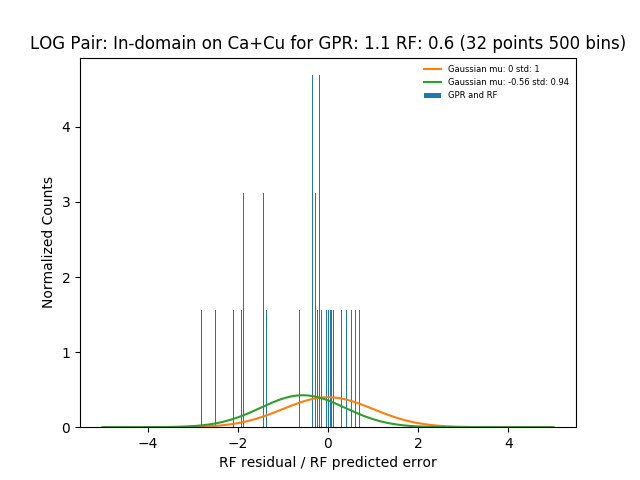 LOG Pair: In-domain on Ca+Cu for GPR: 1.1 RF: 0.6 (32 points 500 bins)
Gaussian mu: 0 std: 1
Gaussian mu: -0.56 std: 0.94
GPR and RF
Normalized Counts
4
3
2
1
0
−4 −2 0 2 4
RF residual / RF predicted error